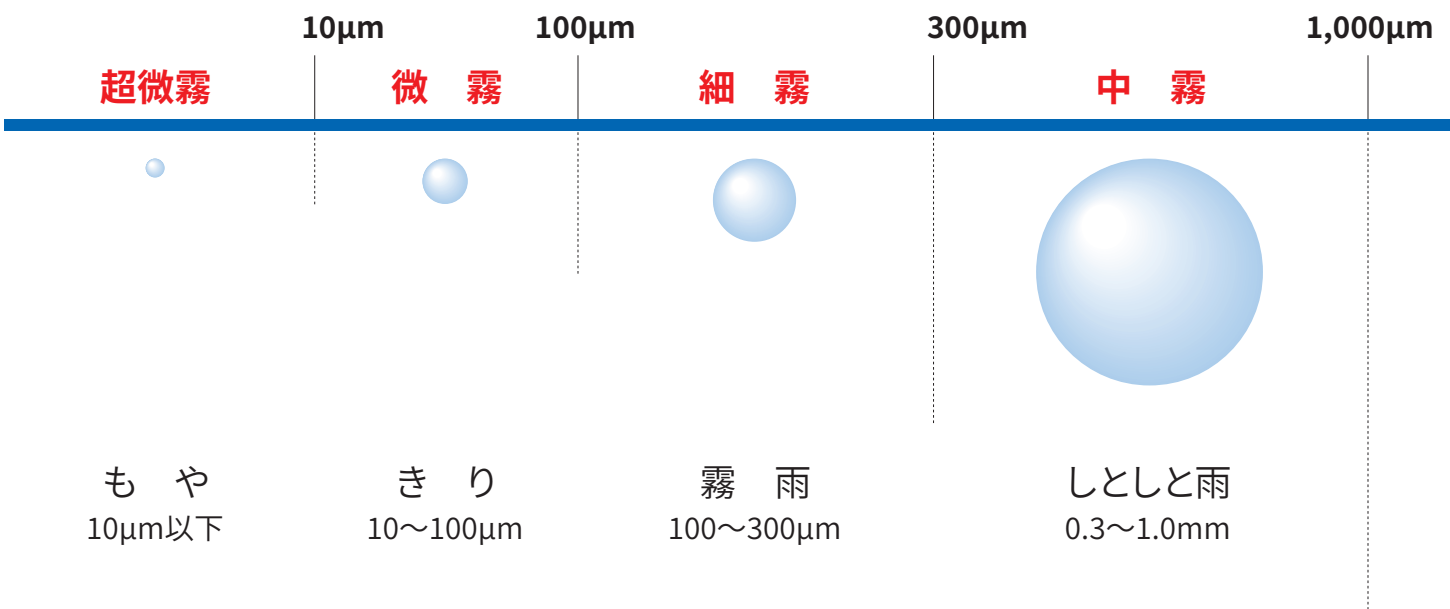 10μm 100μm 300μm 1,000μm
超微霧 微　霧 細　霧 中　霧
も　や き　り 霧　雨 しとしと雨
10μm以下 10〜100μm 100〜300μm 0.3〜1.0mm